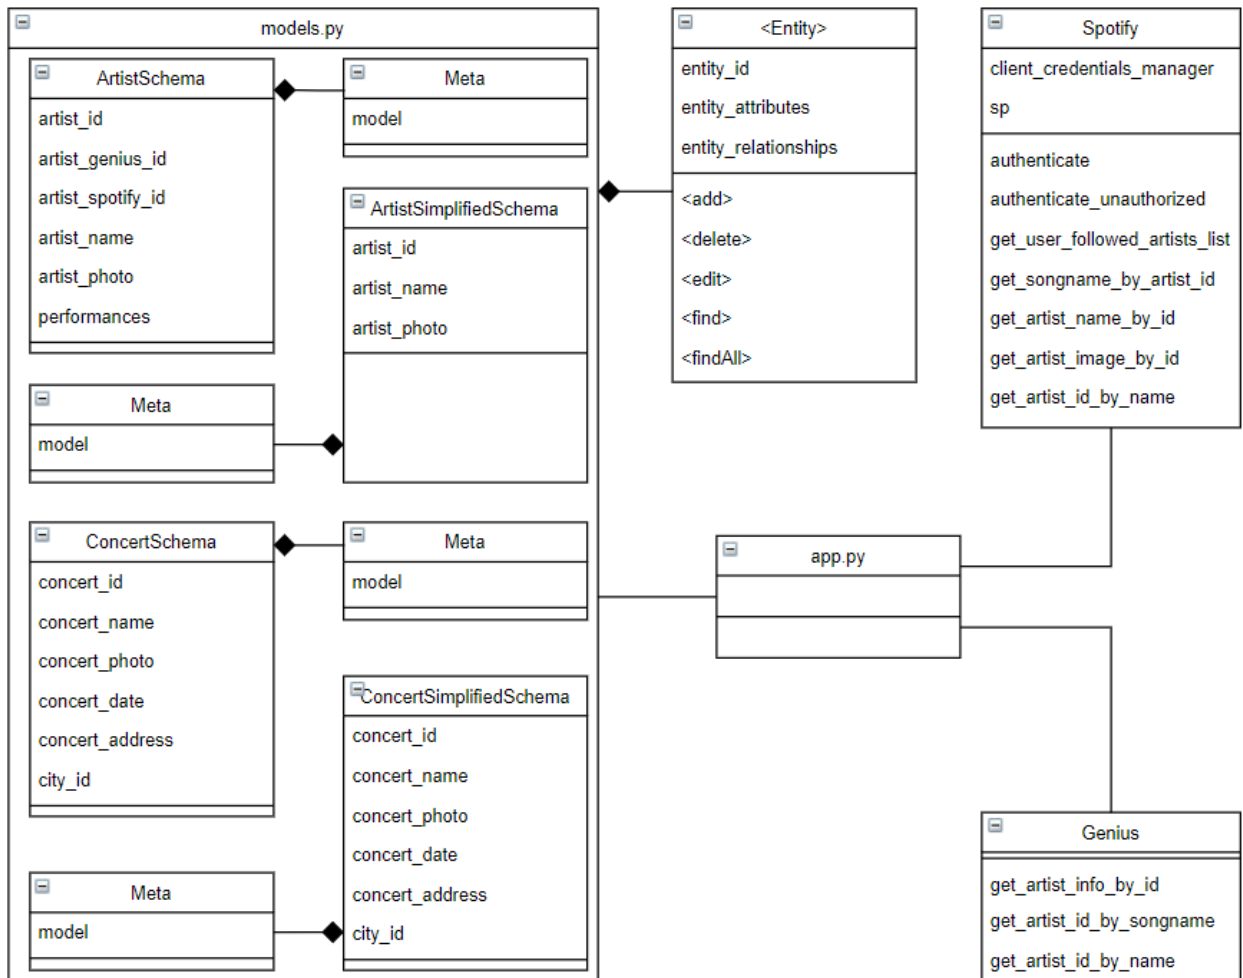 models.py
ArtistSchema
artist_id
artist_genius_id
artist_spotify_id
artist_name
artist_photo
performances
Meta
model
ArtistSimplifiedSchema
artist_id
artist_name
artist_photo
Meta
model
ConcertSchema
concert_id
concert_name
concert_photo
concert_date
concert_address
city_id
Meta
model
ConcertSimplifiedSchema
concert_id
concert_name
concert_photo
concert_date
concert_address
city_id
Meta
model
<Entity>
entity_id
entity_attributes
entity_relationships
<add>
<delete>
<edit>
<find>
<findAll>
Spotify
client_credentials_manager
sp
authenticate
authenticate_unauthorized
get_user_followed_artists_list
get_songname_by_artist_id
get_artist_name_by_id
get_artist_image_by_id
get_artist_id_by_name
app.py
Genius
get_artist_info_by_id
get_artist_id_by_songname
get_artist_id_by_name